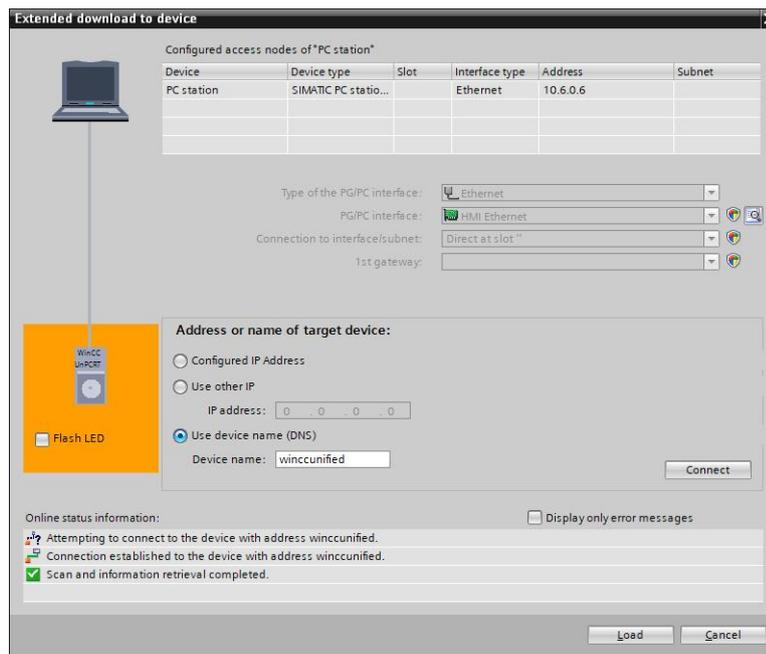 Extended download to device
Configured access nodes of "PC station"
Device Device type Slot Interface type Address Subnet
PC station SIMATIC PC statio... Ethernet 10.6.0.6
Type of the PG/PC interface: Ethernet
PG/PC interface: HMI Ethernet
Connection to interface/subnet: Direct at slot ''
1st gateway:
Address or name of target device:
WinCC
UnPCRT
Configured IP Address
Use other IP
IP address: 0 . 0 . 0 . 0
Flash LED
Use device name (DNS)
Device name: winccunified
Connect
Online status information:
Display only error messages
Attempting to connect to the device with address winccunified.
Connection established to the device with address winccunified.
Scan and information retrieval completed.
Load Cancel